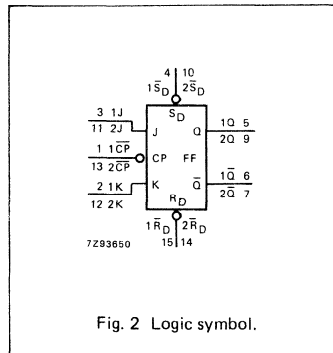 4 10
1S̅D 2S̅D
SD
3 1J
11 2J
J
Q
1Q 5
2Q 9
1 1C̅P̅
13 2C̅P̅
CP FF
2 1K
12 2K
K
Q̅
1Q̅ 6
2Q̅ 7
RD
1R̅D 2R̅D
15 14
7Z93650
Fig. 2 Logic symbol.